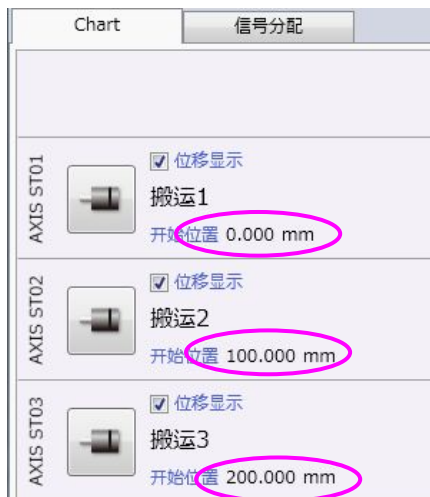 Chart 信号分配
AXIS ST01
位移显示
搬运1
开始位置 0.000 mm
AXIS ST02
位移显示
搬运2
开始位置 100.000 mm
AXIS ST03
位移显示
搬运3
开始位置 200.000 mm